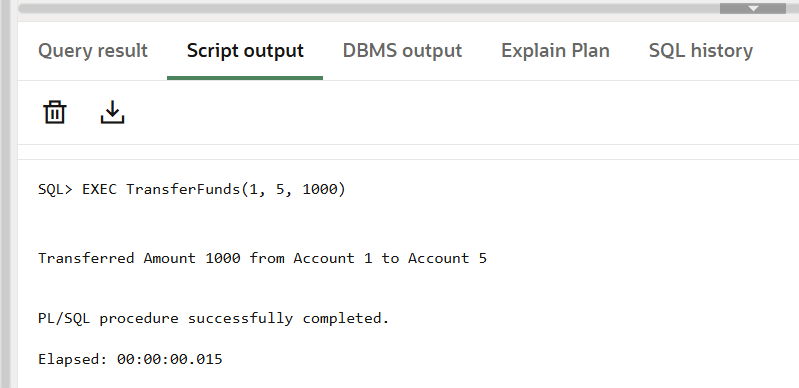 Query result Script output DBMS output Explain Plan SQL history
SQL> EXEC TransferFunds(1, 5, 1000)
Transferred Amount 1000 from Account 1 to Account 5
PL/SQL procedure successfully completed.
Elapsed: 00:00:00.015